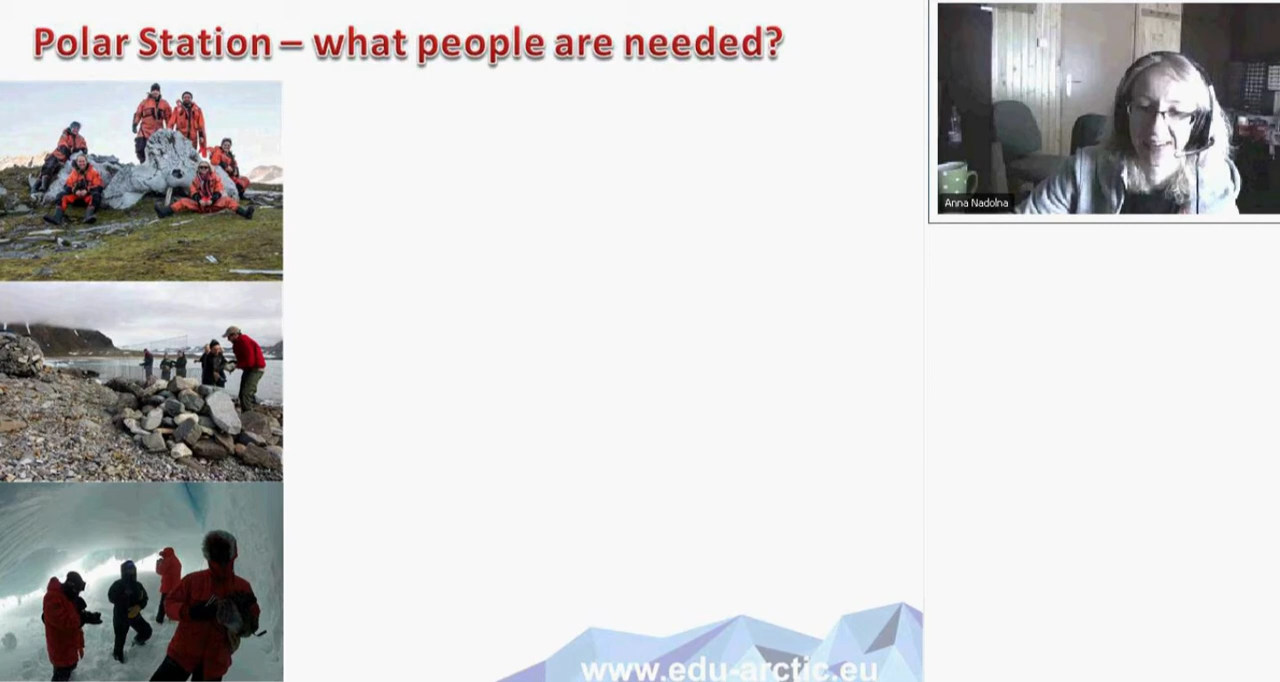 Polar Station – what people are needed?
Anna Nadolna
www.edu-arctic.eu